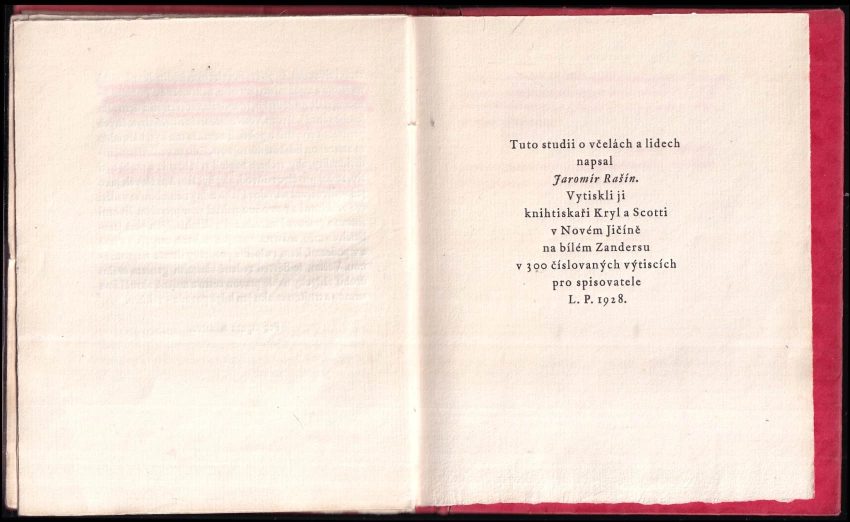 Tuto studii o včelách a lidech
napsal
Jaromír Rašín.
Vytiskli ji
knihtiskaři Kryl a Scotti
v Novém Jičíně
na bílém Zandersu
v 300 číslovaných výtiscích
pro spisovatele
L. P. 1928.